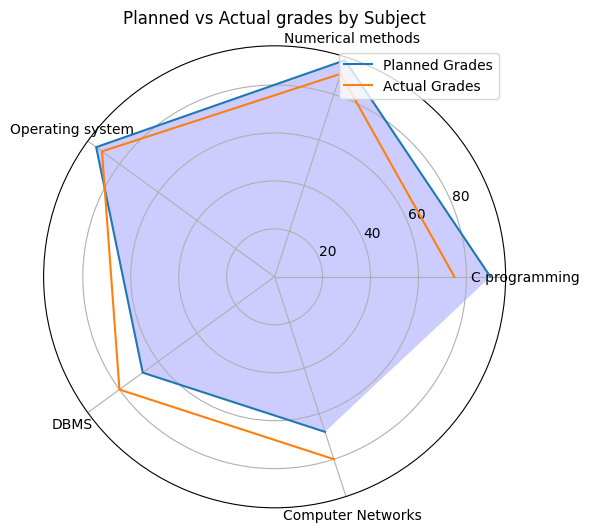 Planned vs Actual grades by Subject
Numerical methods
Planned Grades
Actual Grades
Operating system
80
60
40
20
C programming
DBMS
Computer Networks